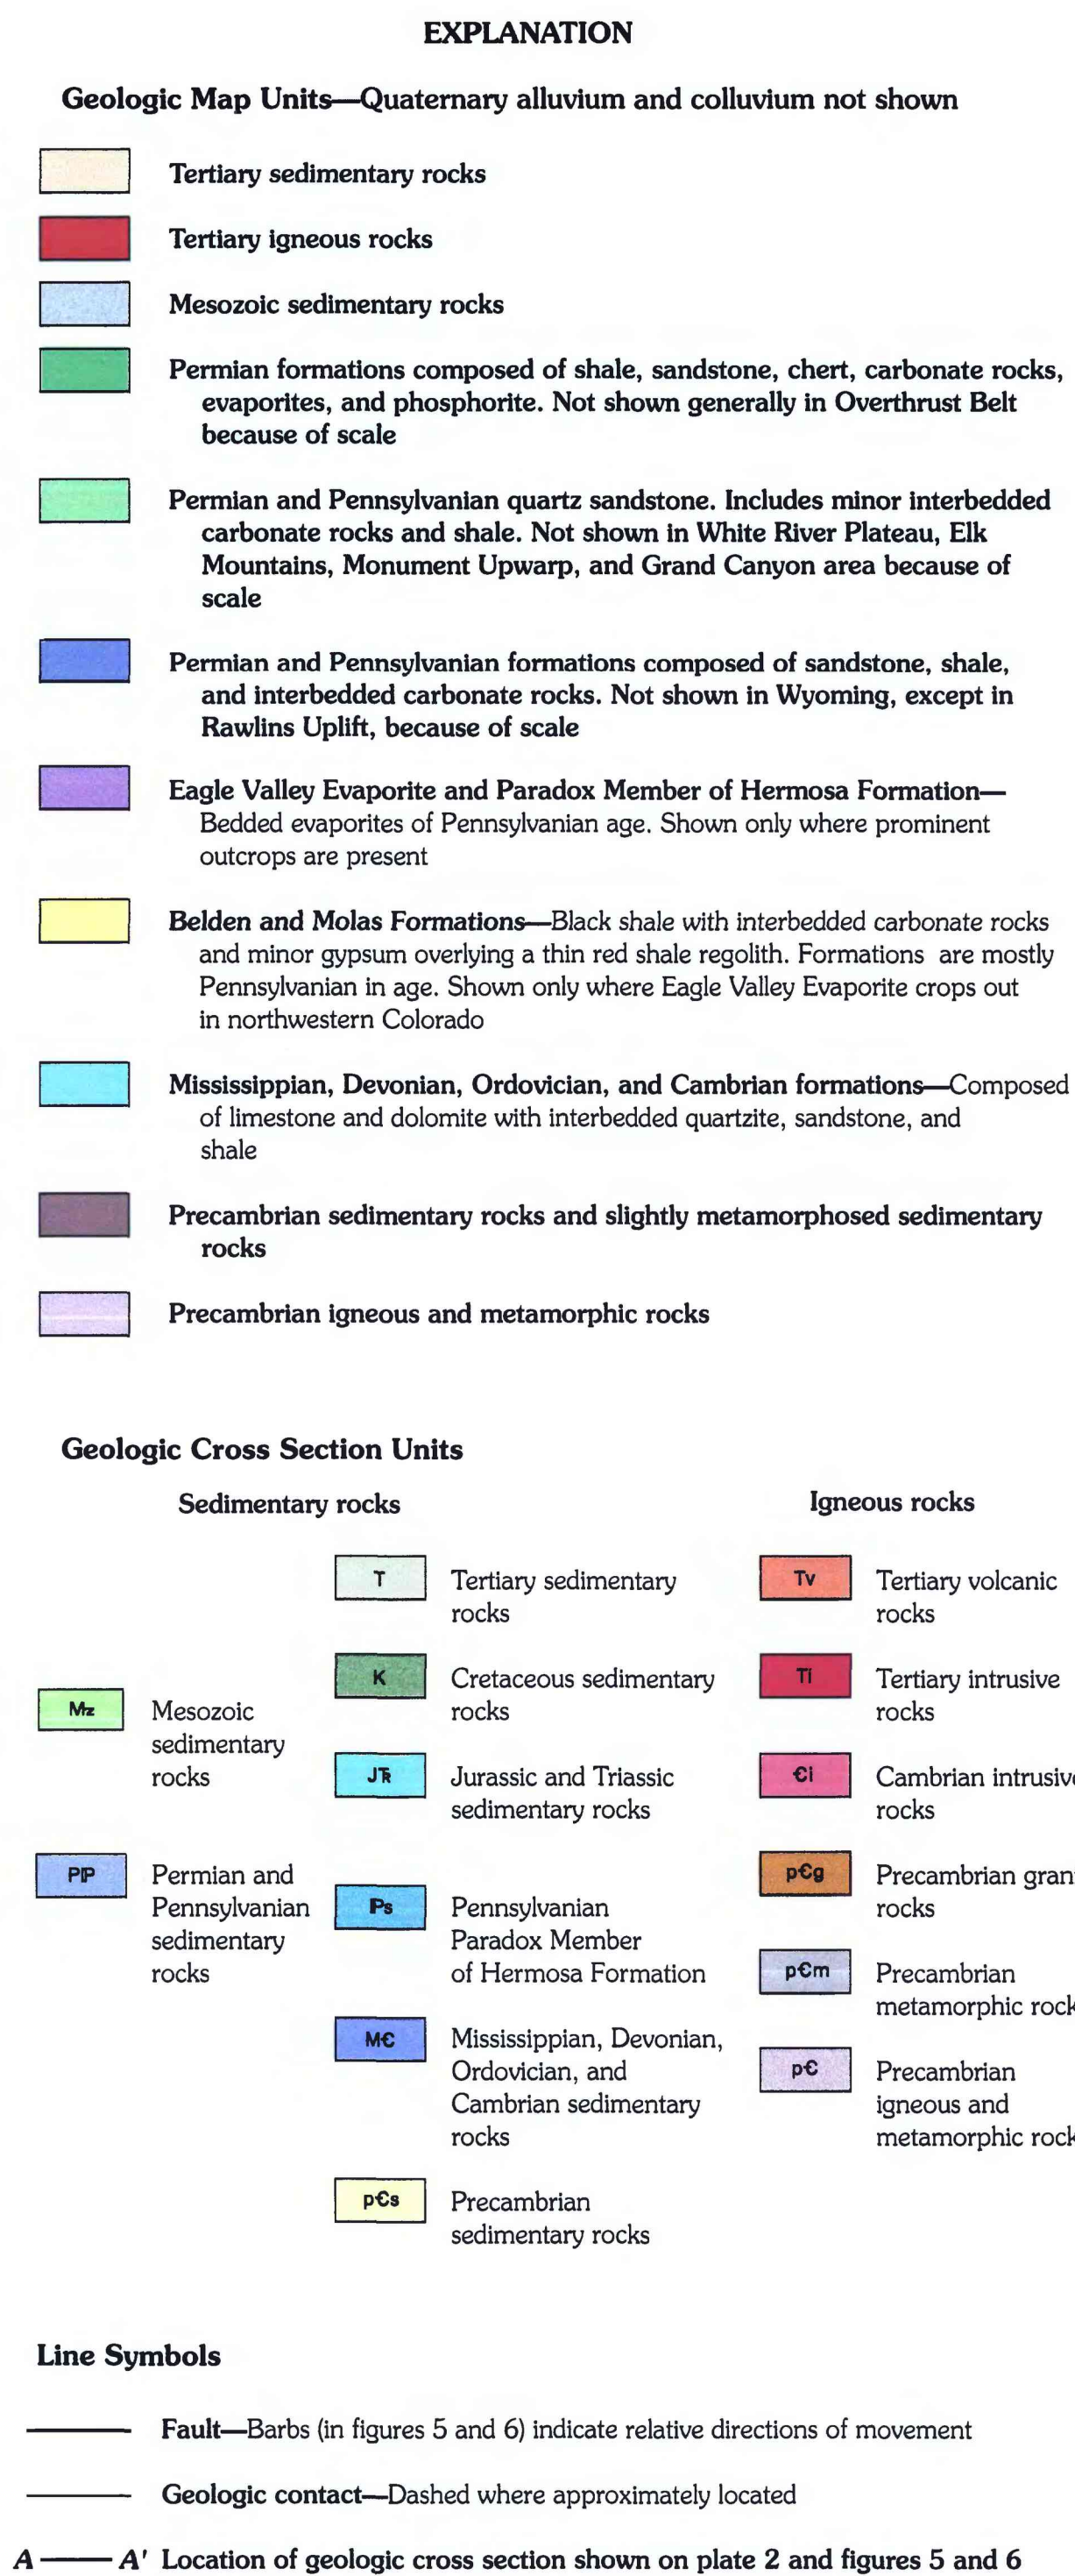 EXPLANATION
Geologic Map Units—Quaternary alluvium and colluvium not shown
Tertiary sedimentary rocks
Tertiary igneous rocks
Mesozoic sedimentary rocks
Permian formations composed of shale, sandstone, chert, carbonate rocks,
evaporites, and phosphorite. Not shown generally in Overthrust Belt
because of scale
Permian and Pennsylvanian quartz sandstone. Includes minor interbedded
carbonate rocks and shale. Not shown in White River Plateau, Elk
Mountains, Monument Upwarp, and Grand Canyon area because of
scale
Permian and Pennsylvanian formations composed of sandstone, shale,
and interbedded carbonate rocks. Not shown in Wyoming, except in
Rawlins Uplift, because of scale
Eagle Valley Evaporite and Paradox Member of Hermosa Formation—
Bedded evaporites of Pennsylvanian age. Shown only where prominent
outcrops are present
Belden and Molas Formations—Black shale with interbedded carbonate rocks
and minor gypsum overlying a thin red shale regolith. Formations are mostly
Pennsylvanian in age. Shown only where Eagle Valley Evaporite crops out
in northwestern Colorado
Mississippian, Devonian, Ordovician, and Cambrian formations—Composed
of limestone and dolomite with interbedded quartzite, sandstone, and
shale
Precambrian sedimentary rocks and slightly metamorphosed sedimentary
rocks
Precambrian igneous and metamorphic rocks
Geologic Cross Section Units
Sedimentary rocks
Mz Mesozoic
sedimentary
rocks
PIP Permian and
Pennsylvanian
sedimentary
rocks
T Tertiary sedimentary
rocks
K Cretaceous sedimentary
rocks
JTR Jurassic and Triassic
sedimentary rocks
IPs Pennsylvanian
Paradox Member
of Hermosa Formation
M€ Mississippian, Devonian,
Ordovician, and
Cambrian sedimentary
rocks
p€s Precambrian
sedimentary rocks
Igneous rocks
Tv Tertiary volcanic
rocks
Ti Tertiary intrusive
rocks
€i Cambrian intrusive
rocks
p€g Precambrian gran
rocks
p€m Precambrian
metamorphic rock
p€ Precambrian
igneous and
metamorphic rock
Line Symbols
Fault—Barbs (in figures 5 and 6) indicate relative directions of movement
Geologic contact—Dashed where approximately located
A A' Location of geologic cross section shown on plate 2 and figures 5 and 6